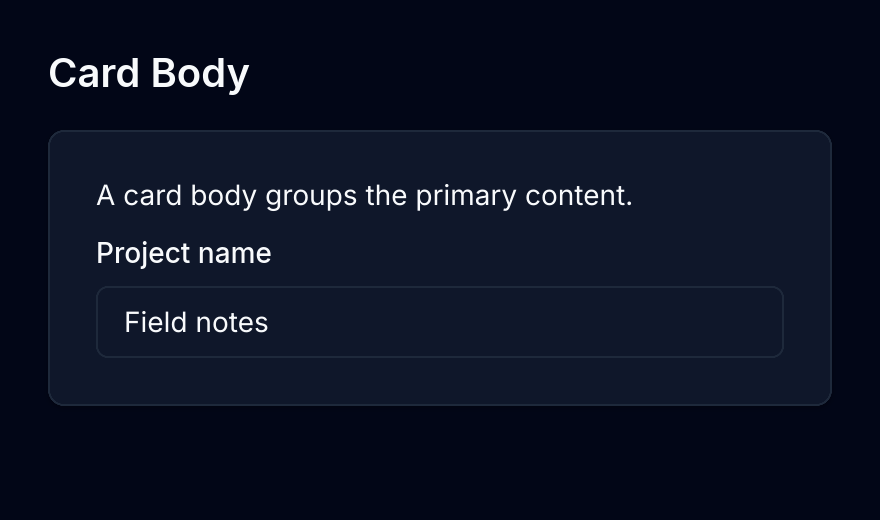 Card Body
A card body groups the primary content.
Project name
Field notes